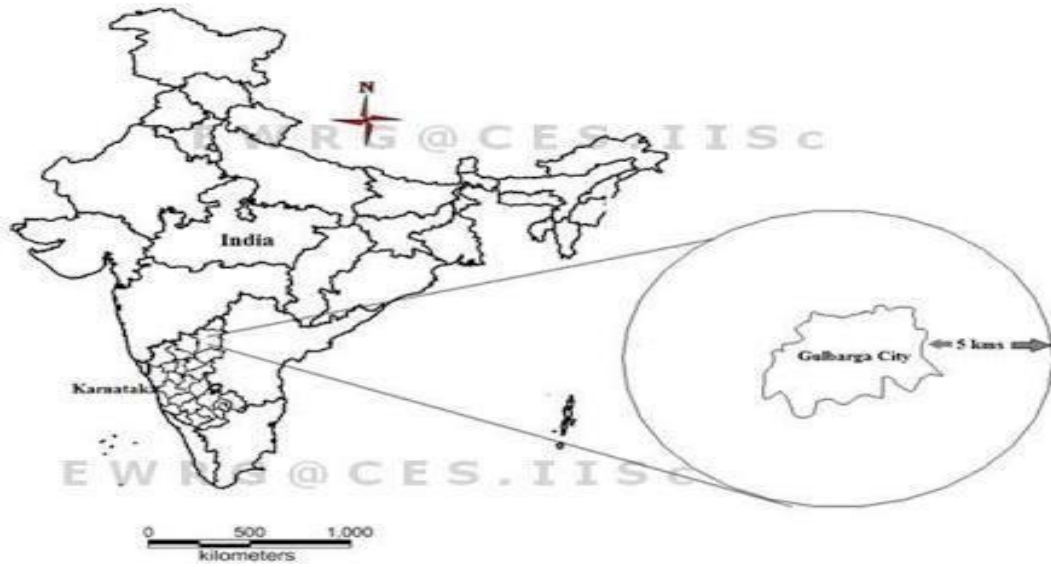 N
EWRG@CES.IISc
India
Gulbarga City
5 kms
Karnataka
EWRG@CES.IISc
0 500 1,000
kilometers